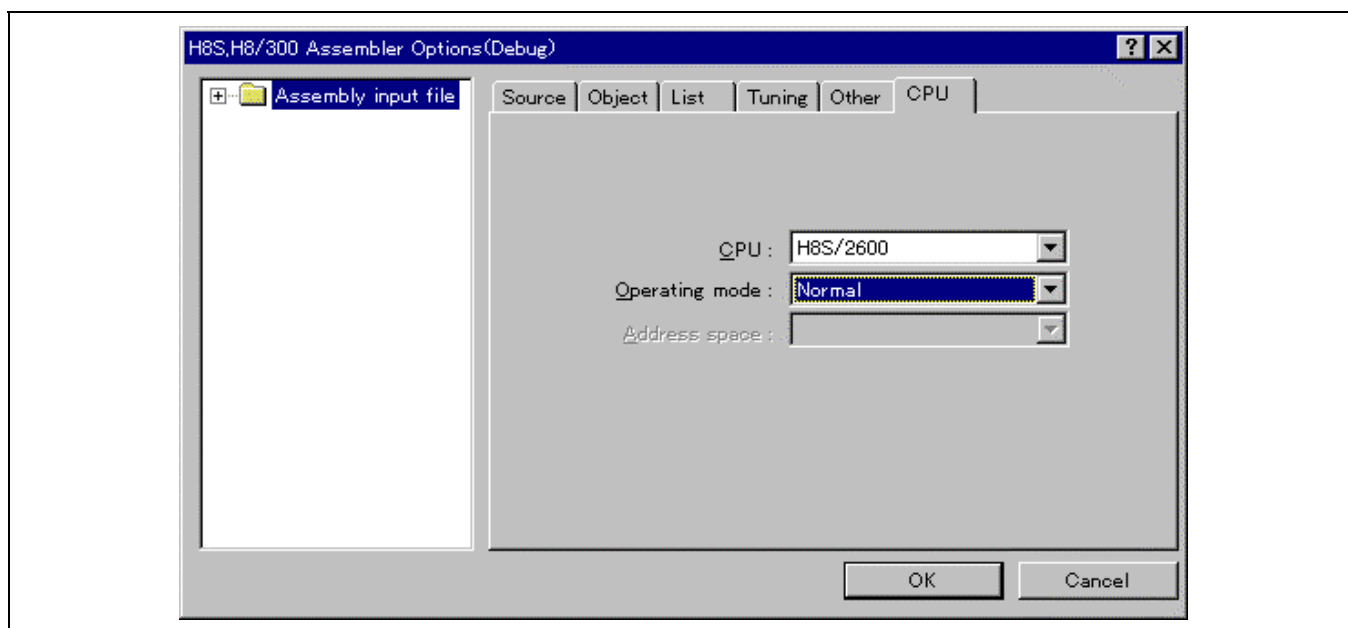 H8S,H8/300 Assembler Options(Debug)
Assembly input file
Source Object List Tuning Other CPU
CPU : H8S/2600
Operating mode : Normal
Address space :
OK Cancel